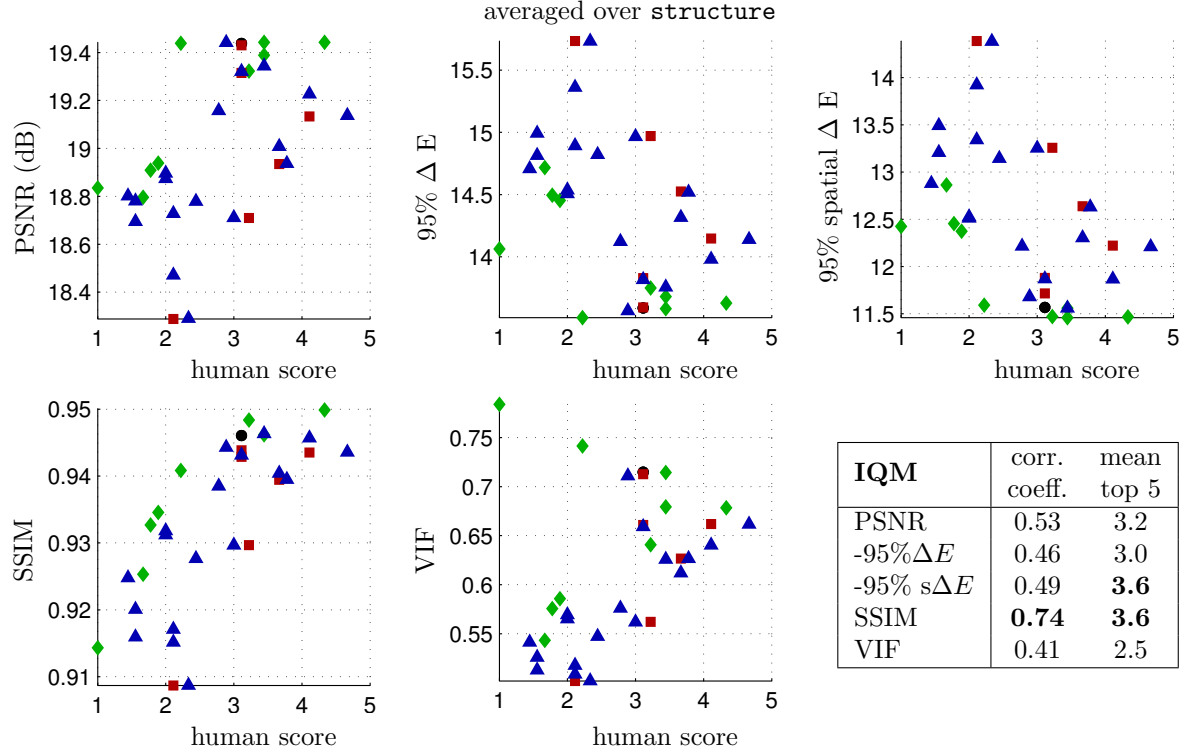 averaged over structure
PSNR (dB)
19.4
19.2
19
18.8
18.6
18.4
1 2 3 4 5
human score
95% Δ E
15.5
15
14.5
14
1 2 3 4 5
human score
95% spatial Δ E
14
13.5
13
12.5
12
11.5
1 2 3 4 5
human score
SSIM
0.95
0.94
0.93
0.92
0.91
1 2 3 4 5
human score
VIF
0.75
0.7
0.65
0.6
0.55
1 2 3 4 5
human score
IQM corr. coeff. mean top 5
PSNR 0.53 3.2
-95%ΔE 0.46 3.0
-95% sΔE 0.49 3.6
SSIM 0.74 3.6
VIF 0.41 2.5